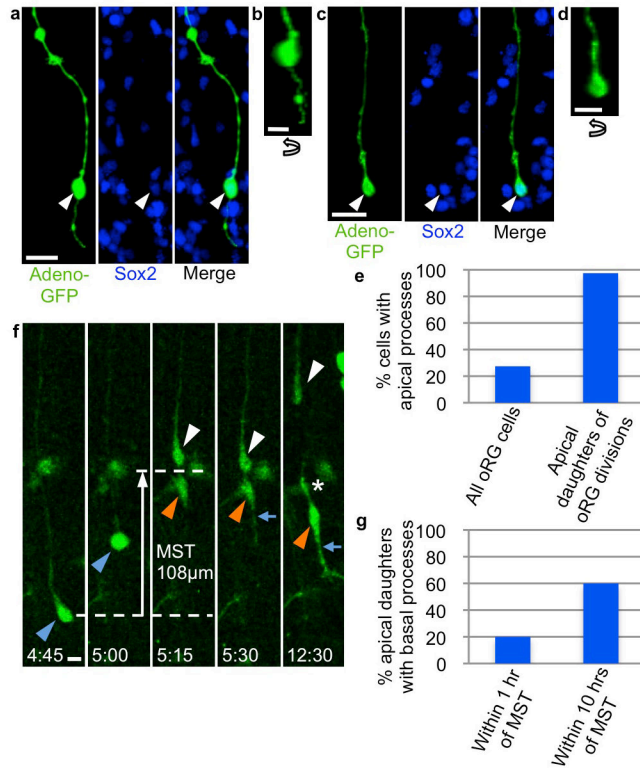 a
b
c
d
Adeno-
GFP
Sox2
Merge
Adeno-
GFP
Sox2
Merge
e
% cells with
apical processes
100
80
60
40
20
0
All oRG cells
Apical
daughters of
oRG divisions
f
*
MST
108µm
4:45
5:00
5:15
5:30
12:30
g
% apical daughters
with basal processes
100
80
60
40
20
0
Within 1 hr
of MST
Within 10 hrs
of MST